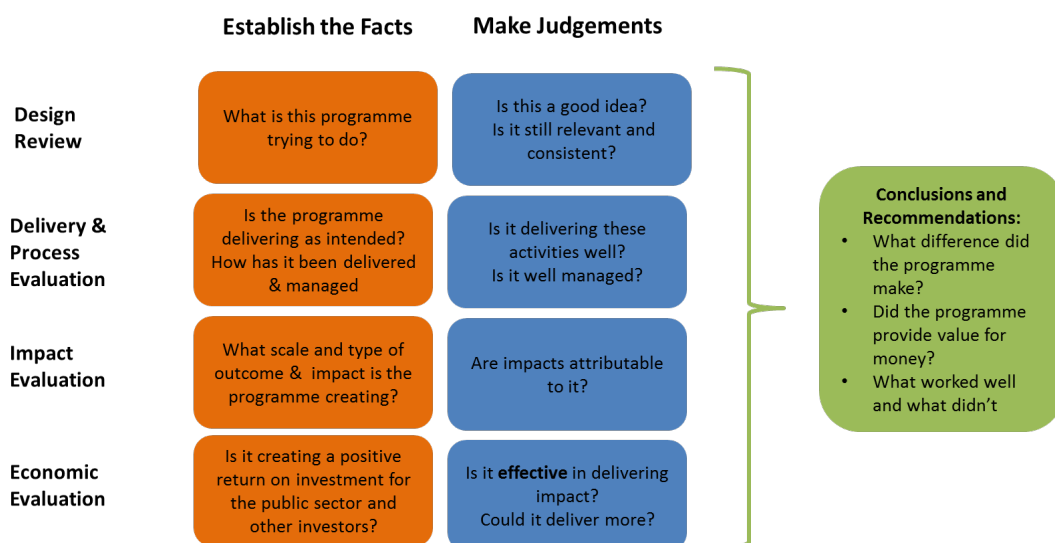 Establish the Facts
Make Judgements
Design
Review
What is this programme
trying to do?
Is this a good idea?
Is it still relevant and
consistent?
Delivery &
Process
Evaluation
Is the programme
delivering as intended?
How has it been delivered
& managed
Is it delivering these
activities well?
Is it well managed?
Impact
Evaluation
What scale and type of
outcome & impact is the
programme creating?
Are impacts attributable
to it?
Economic
Evaluation
Is it creating a positive
return on investment for
the public sector and
other investors?
Is it effective in delivering
impact?
Could it deliver more?
Conclusions and
Recommendations:
• What difference did
the programme
make?
• Did the programme
provide value for
money?
• What worked well
and what didn't